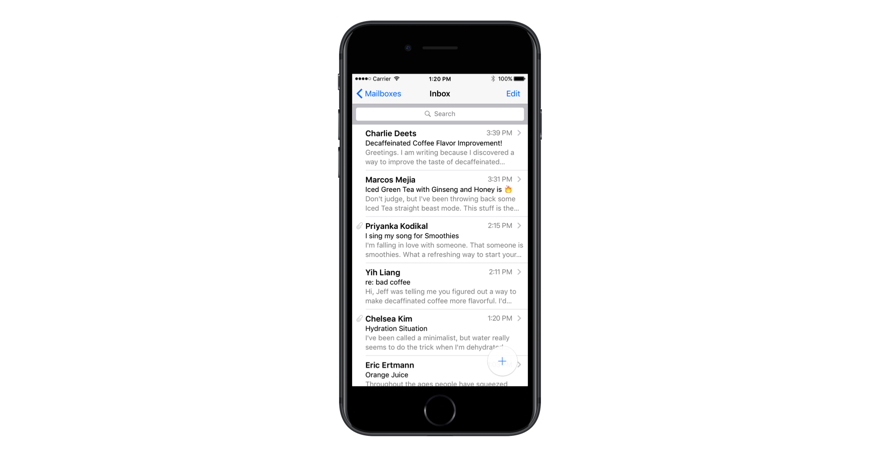 Carrier 1:20 PM 100%
Mailboxes Inbox Edit
Search
Charlie Deets 3:39 PM
Decaffeinated Coffee Flavor Improvement!
Greetings. I am writing because I discovered a
way to improve the taste of decaffeinated...
Marcos Mejia 3:31 PM
Iced Green Tea with Ginseng and Honey is 👌
Don't judge, but I've been throwing back some
Iced Tea straight beast mode. This stuff is the...
Priyanka Kodikal 2:15 PM
I sing my song for Smoothies
I'm falling in love with someone. That someone is
smoothies. What a refreshing way to start your...
Yih Liang 2:11 PM
re: bad coffee
Hi, Jeff was telling me you figured out a way to
make decaffinated coffee more flavorful. I'd...
Chelsea Kim 1:20 PM
Hydration Situation
I've been called a minimalist, but water really
seems to do the trick when I'm dehydrated
Eric Ertmann
Orange Juice
Throughout the ages people have squeezed